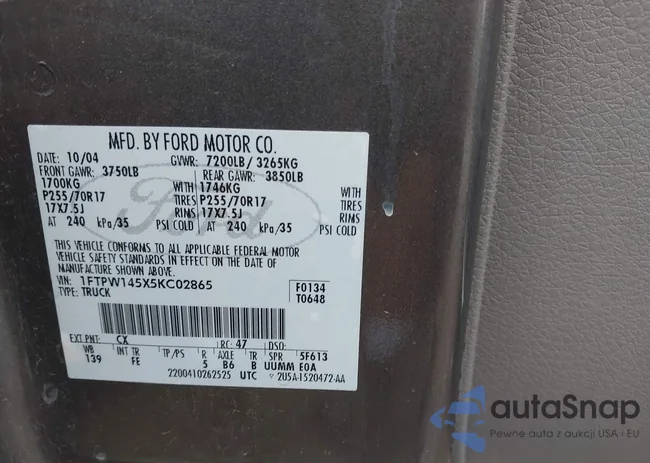 MFD. BY FORD MOTOR CO.
DATE: 10/04 GVWR: 7200LB/ 3265KG
FRONT GAWR: 3750LB REAR GAWR: 3850LB
1700KG WITH 1746KG WITH
P255/70R17 TIRES P255/70R17 TIRES
17X7.5J RIMS 17X7.5J RIMS
AT 240 kPa/35 PSI COLD AT 240 kPa/35 PSI COLD
THIS VEHICLE CONFORMS TO ALL APPLICABLE FEDERAL MOTOR
VEHICLE SAFETY STANDARDS IN EFFECT ON THE DATE OF
MANUFACTURE SHOWN ABOVE.
VIN: 1FTPW145X5KC02865 F0134
TYPE: TRUCK T0648
EXT PNT: CX RC: 47 DSO:
WB INT TR TP/PS R AXLE TR SPR 5F613
139 FE 5 B6 B UUMM E0A
2200410262525 UTC 2U5A-1520472-AA
Ford
autaSnap
Pewne auta z aukcji USA i EU